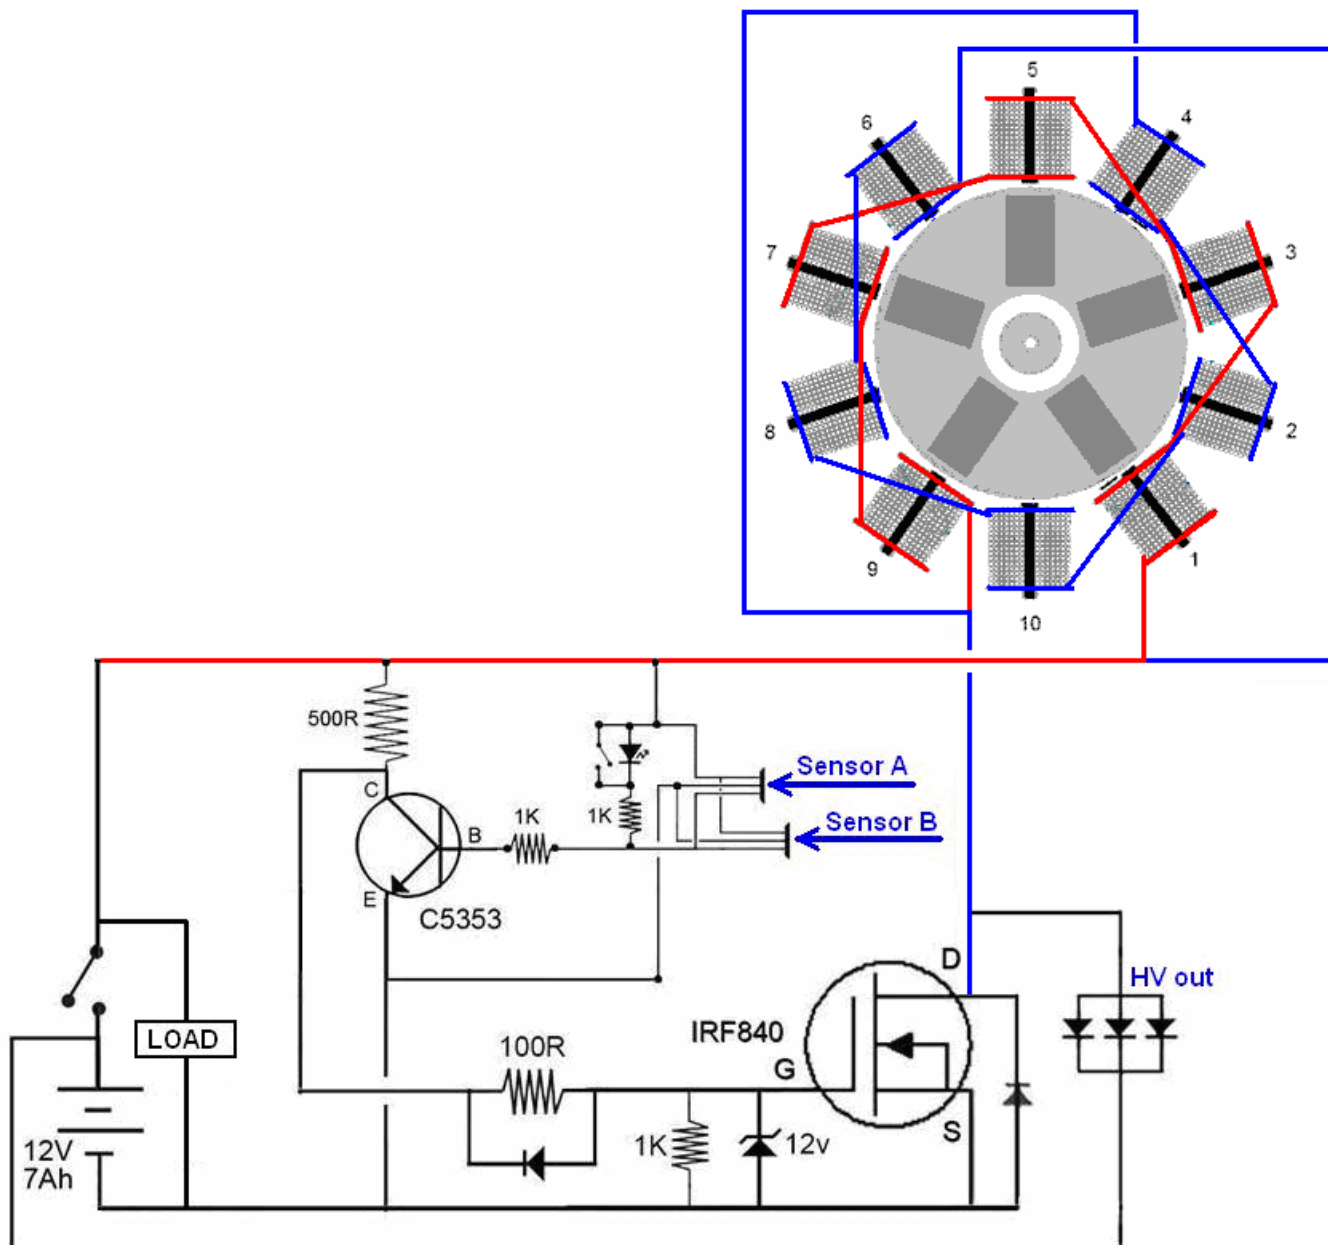 5
6
4
7
3
8
2
9
1
10
500R
Sensor A
C
1K
1K
B
Sensor B
E
C5353
D
HV out
IRF840
LOAD
100R
G
12V
7Ah
1K
12v
S